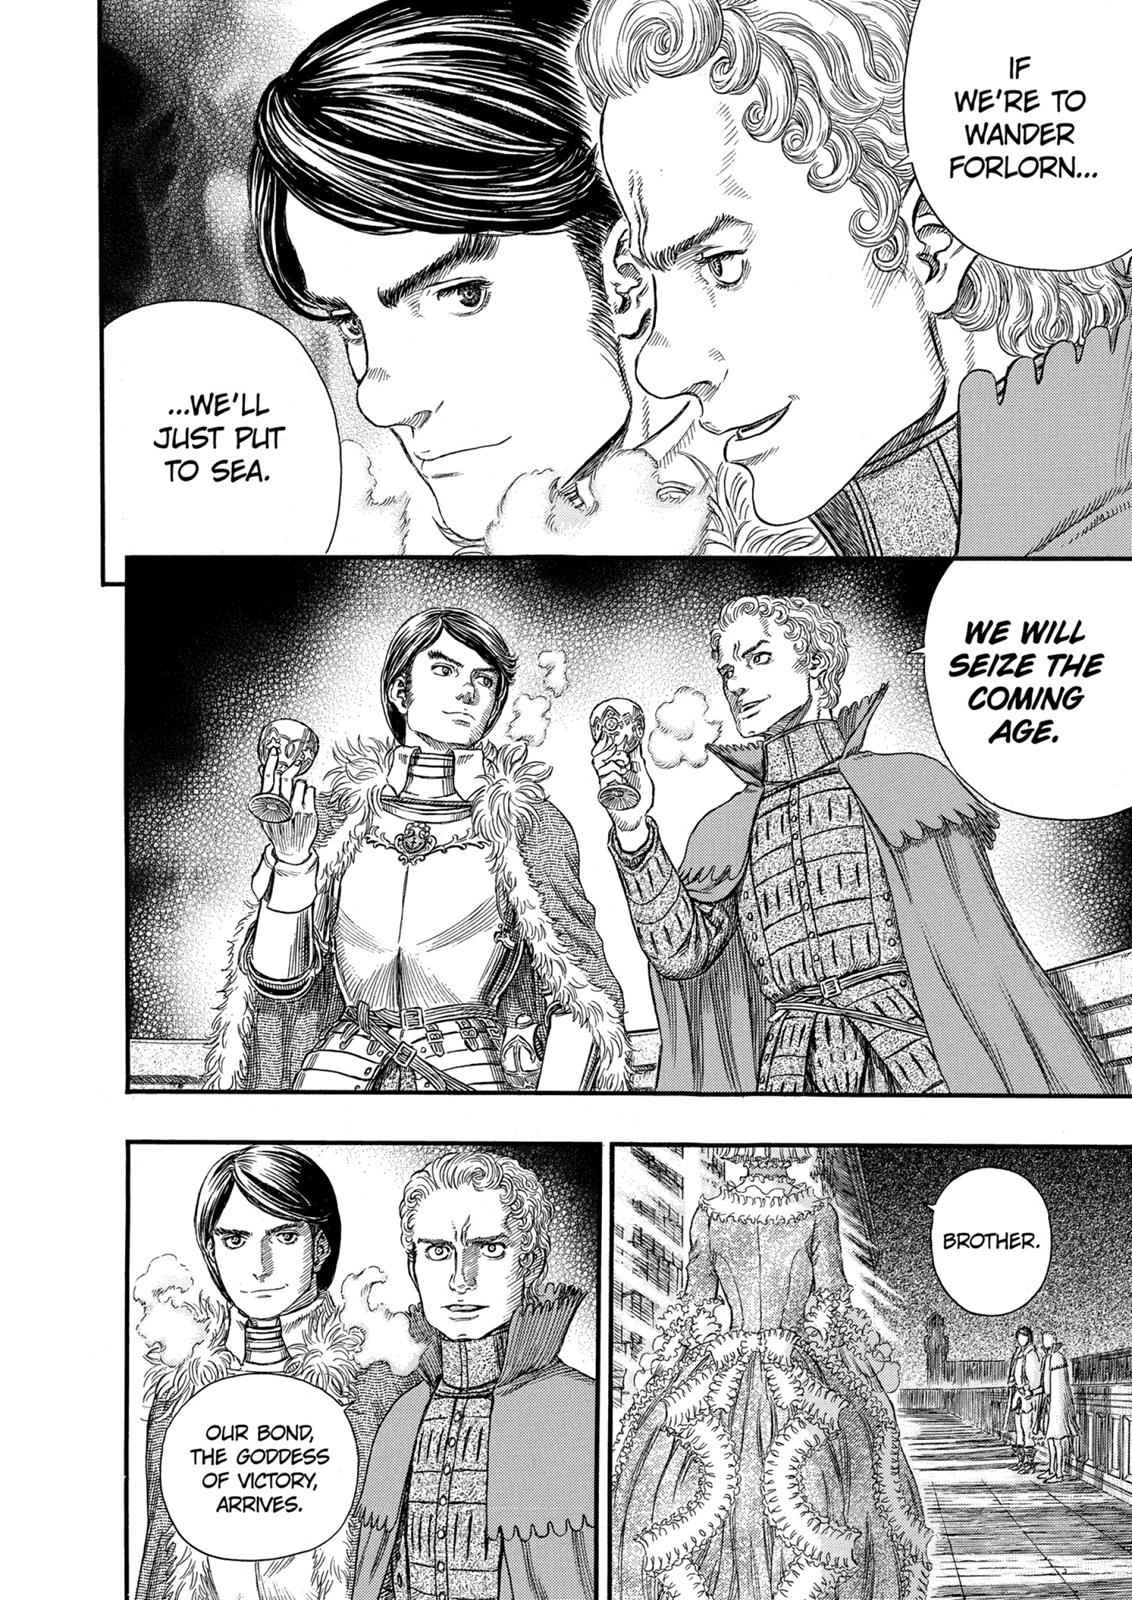 IF
WE'RE TO
WANDER
FORLORN...
...WE'LL
JUST PUT
TO SEA.
WE WILL
SEIZE THE
COMING
AGE.
BROTHER.
OUR BOND,
THE GODDESS
OF VICTORY,
ARRIVES.